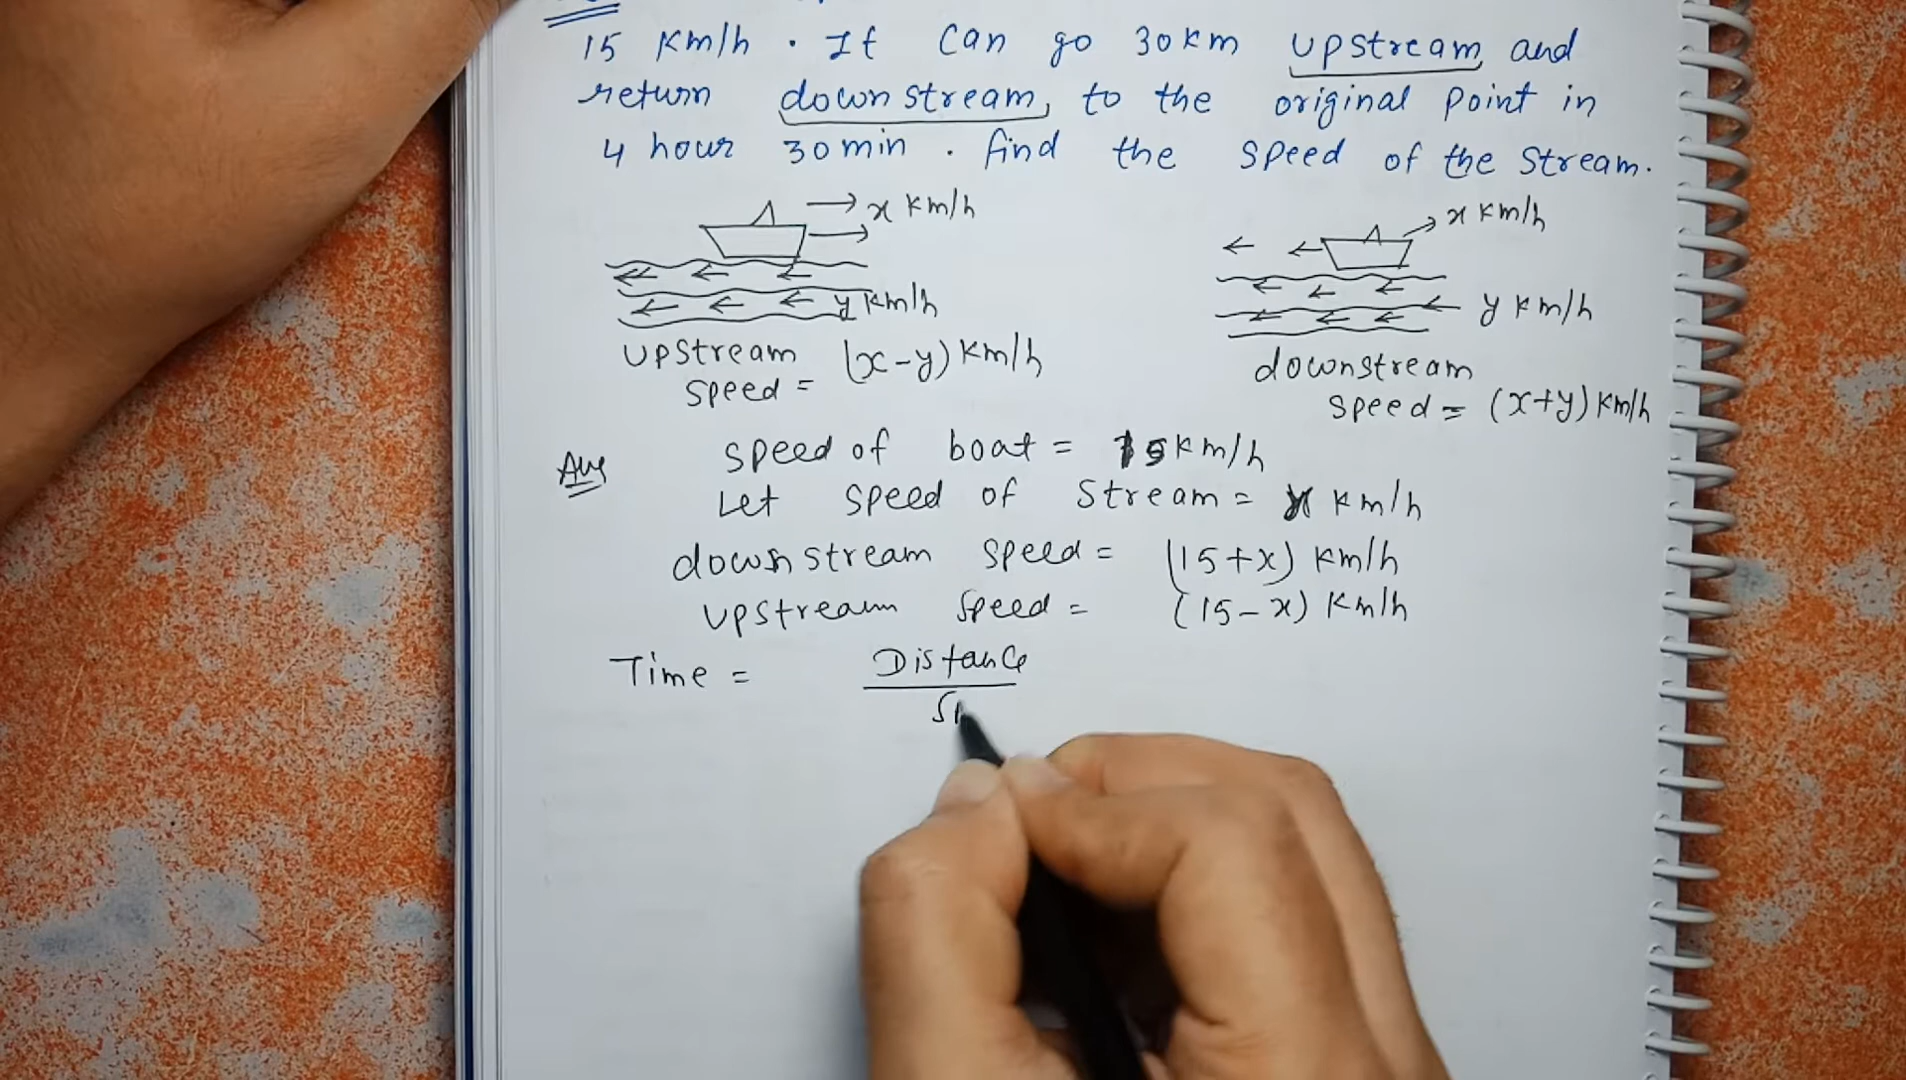 15 Km/h . It can go 30 km upstream and
return downstream, to the original point in
4 hour 30 min . find the speed of the stream.
x km/h
x km/h
y km/h
y km/h
upstream speed = (x-y) km/h
downstream
speed = (x+y) km/h
Ans
speed of boat = 15 km/h
Let speed of stream = x km/h
downstream speed = (15+x) km/h
upstream speed = (15-x) km/h
Time = Distance